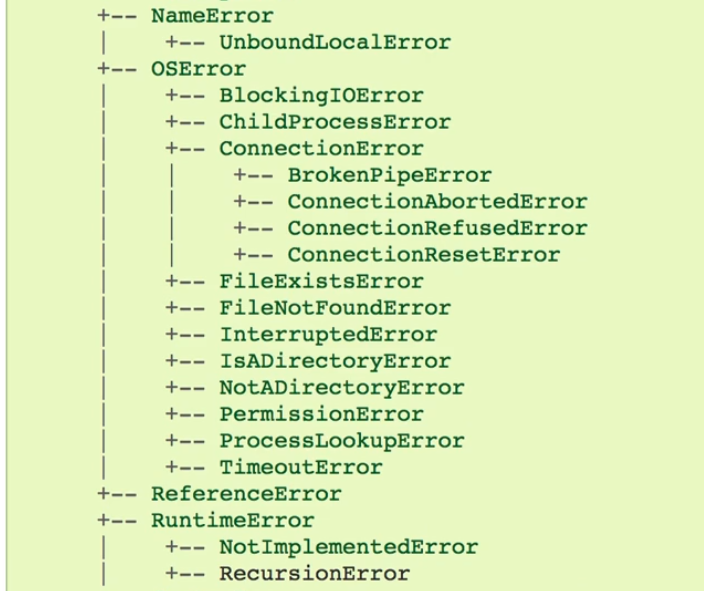 +-- NameError
|    +-- UnboundLocalError
+-- OSError
|    +-- BlockingIOError
|    +-- ChildProcessError
|    +-- ConnectionError
|    |    +-- BrokenPipeError
|    |    +-- ConnectionAbortedError
|    |    +-- ConnectionRefusedError
|    |    +-- ConnectionResetError
|    +-- FileExistsError
|    +-- FileNotFoundError
|    +-- InterruptedError
|    +-- IsADirectoryError
|    +-- NotADirectoryError
|    +-- PermissionError
|    +-- ProcessLookupError
|    +-- TimeoutError
+-- ReferenceError
+-- RuntimeError
|    +-- NotImplementedError
|    +-- RecursionError